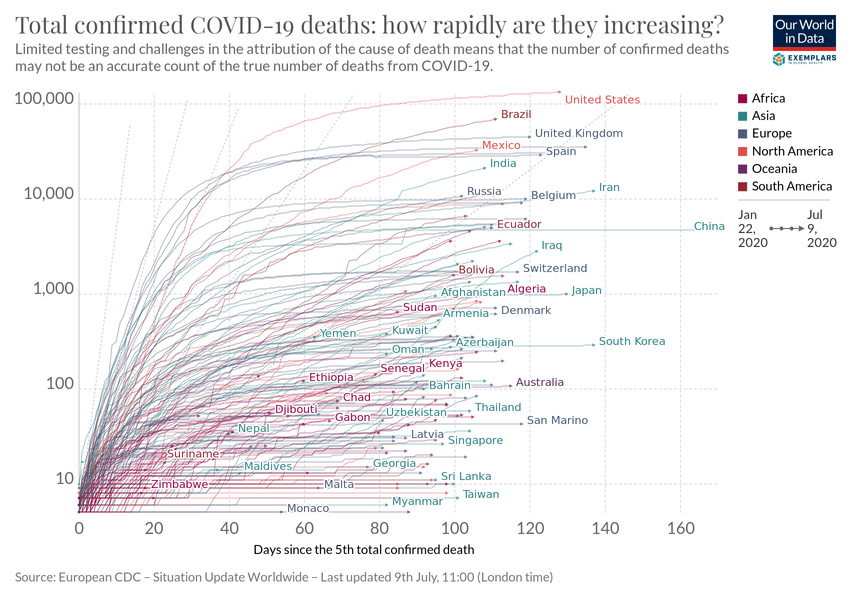 Total confirmed COVID-19 deaths: how rapidly are they increasing?
Limited testing and challenges in the attribution of the cause of death means that the number of confirmed deaths
may not be an accurate count of the true number of deaths from COVID-19.
Our World
in Data
EXEMPLARS
IN GLOBAL HEALTH
100,000
10,000
1,000
100
10
United States
Brazil
United Kingdom
Mexico
Spain
India
Russia
Belgium
Iran
Ecuador
China
Iraq
Bolivia
Switzerland
Afghanistan
Algeria
Japan
Sudan
Armenia
Denmark
Yemen
Kuwait
Oman
Azerbaijan
South Korea
Senegal
Kenya
Ethiopia
Bahrain
Australia
Chad
Djibouti
Gabon
Uzbekistan
Thailand
Nepal
San Marino
Latvia
Singapore
Suriname
Maldives
Georgia
Sri Lanka
Zimbabwe
Malta
Taiwan
Myanmar
Monaco
0
20
40
60
80
100
120
140
160
Days since the 5th total confirmed death
Africa
Asia
Europe
North America
Oceania
South America
Jan
22,
2020
Jul
9,
2020
Source: European CDC – Situation Update Worldwide – Last updated 9th July, 11:00 (London time)